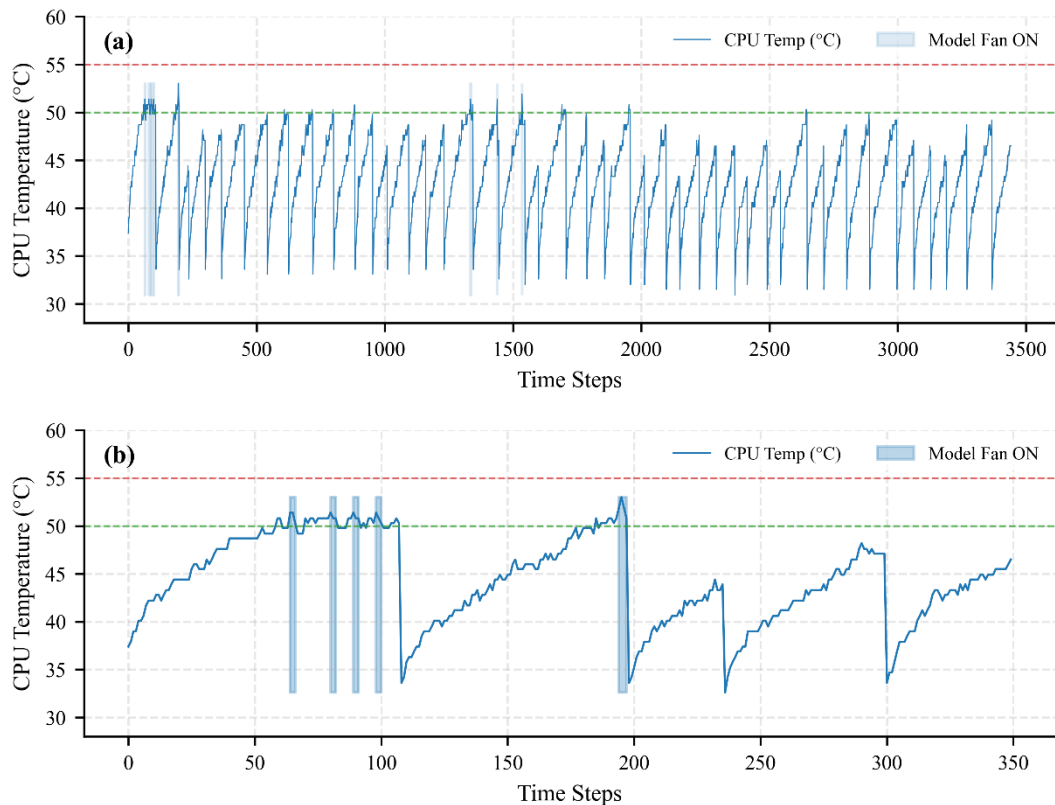 60
(a)
CPU Temp (°C)
Model Fan ON
55
50
45
40
35
30
CPU Temperature (°C)
0 500 1000 1500 2000 2500 3000 3500
Time Steps
60
(b)
CPU Temp (°C)
Model Fan ON
55
50
45
40
35
30
CPU Temperature (°C)
0 50 100 150 200 250 300 350
Time Steps